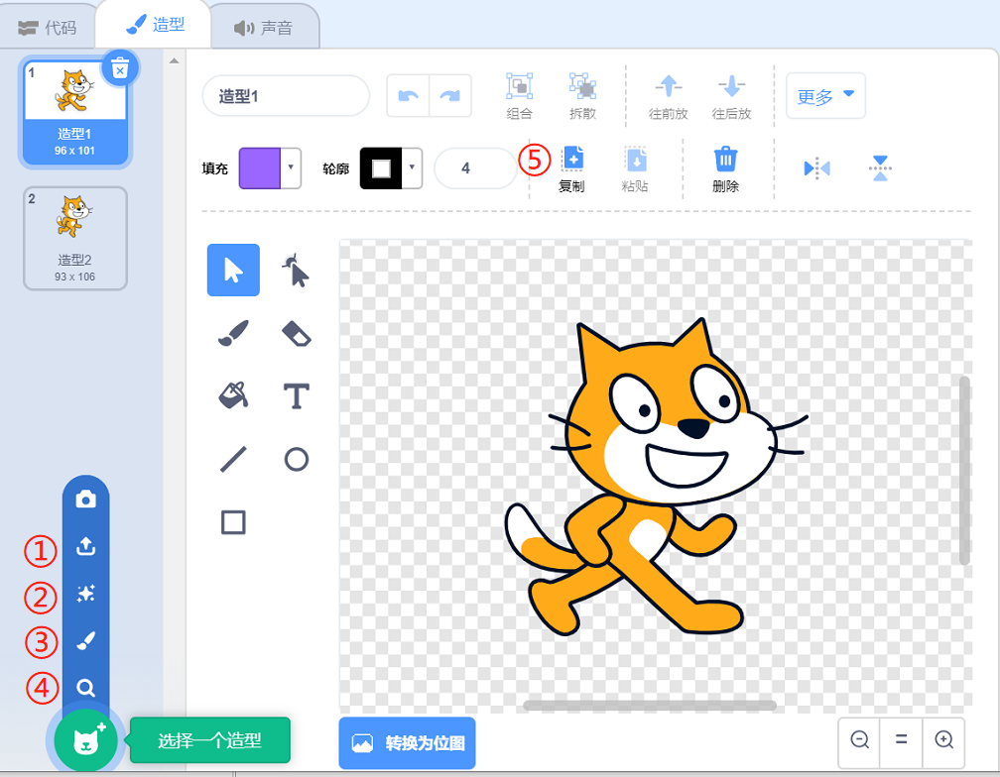 代码 造型 声音
1
造型1
96 x 101
2
造型2
93 x 106
造型1 组合 拆散 往前放 往后放 更多
填充 轮廓 4 ⑤ 复制 粘贴 删除
①
②
③
④
选择一个造型
转换为位图